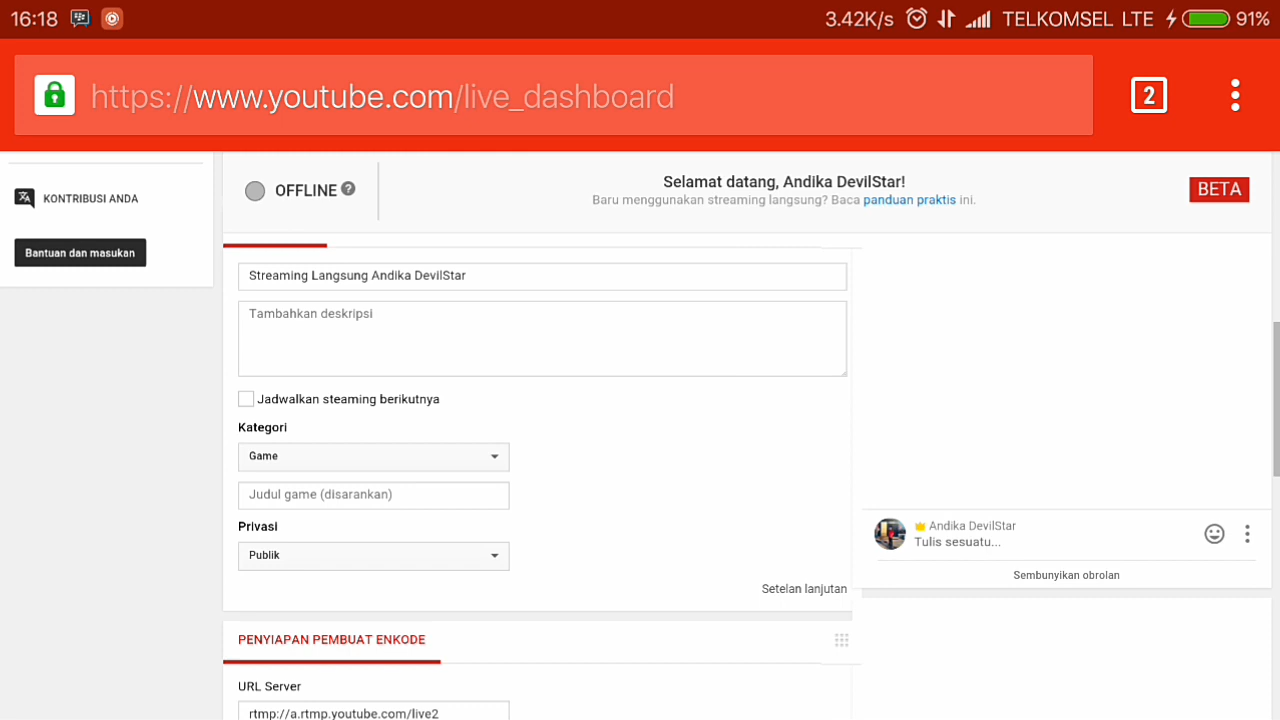 16:18
3.42K/s TELKOMSEL LTE 91%
https://www.youtube.com/live_dashboard
2
KONTRIBUSI ANDA
Bantuan dan masukan
OFFLINE ?
Selamat datang, Andika DevilStar!
Baru menggunakan streaming langsung? Baca panduan praktis ini.
BETA
Streaming Langsung Andika DevilStar
Tambahkan deskripsi
Jadwalkan steaming berikutnya
Kategori
Game
Judul game (disarankan)
Privasi
Publik
Setelan lanjutan
Andika DevilStar
Tulis sesuatu...
Sembunyikan obrolan
PENYIAPAN PEMBUAT ENKODE
URL Server
rtmp://a.rtmp.youtube.com/live2